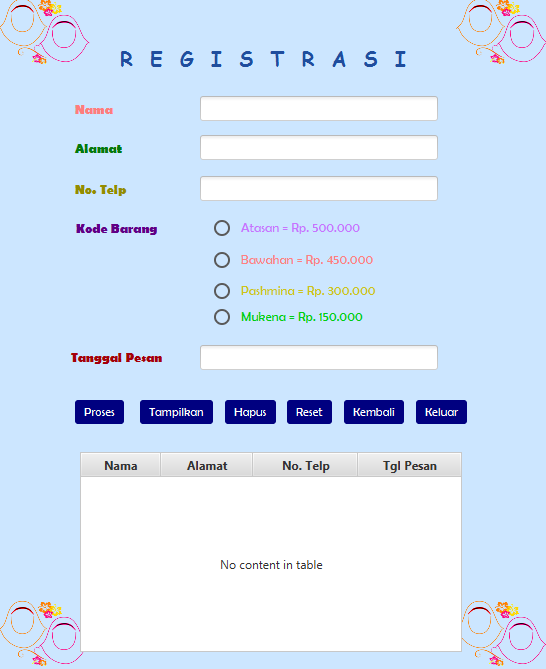 REGISTRASI
Nama
Alamat
No. Telp
Kode Barang
Atasan = Rp. 500.000
Bawahan = Rp. 450.000
Pashmina = Rp. 300.000
Mukena = Rp. 150.000
Tanggal Pesan
Proses Tampilkan Hapus Reset Kembali Keluar
Nama Alamat No. Telp Tgl Pesan
No content in table